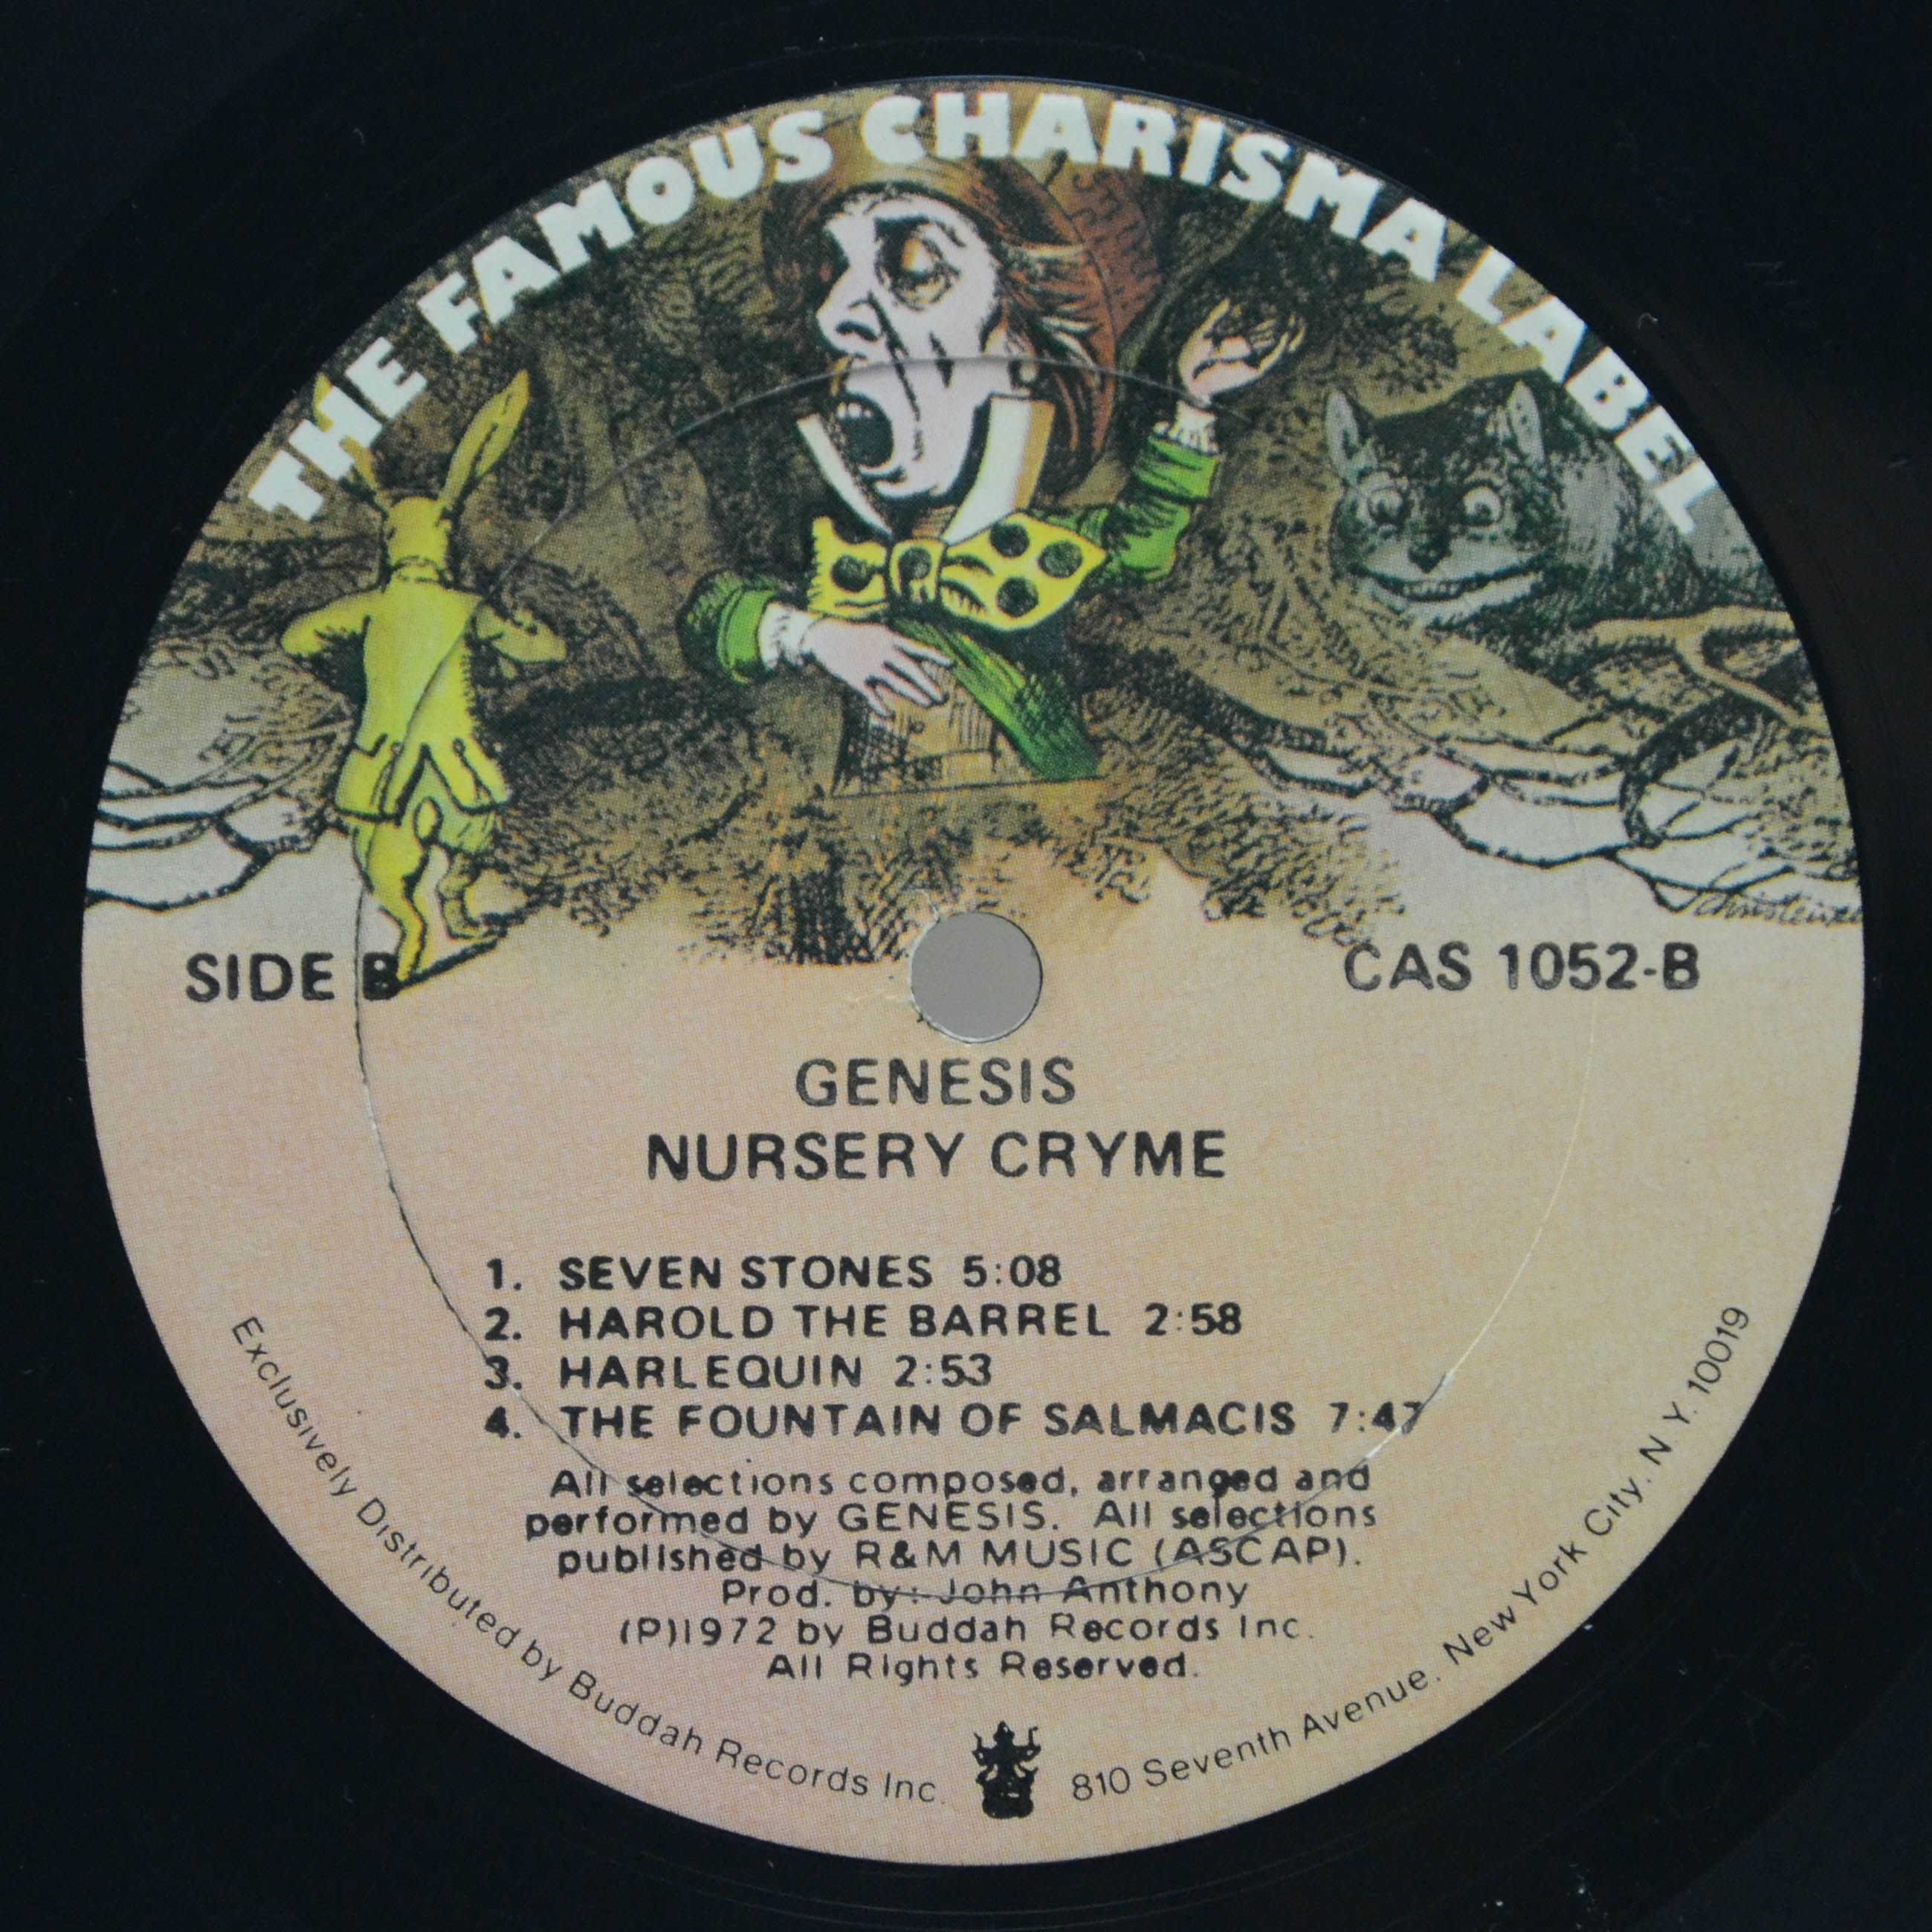 THE FAMOUS CHARISMA LABEL
SIDE B
CAS 1052-B
GENESIS
NURSERY CRYME
1. SEVEN STONES 5:08
2. HAROLD THE BARREL 2:58
3. HARLEQUIN 2:53
4. THE FOUNTAIN OF SALMACIS 7:47
All selections composed, arranged and
performed by GENESIS. All selections
published by R&M MUSIC (ASCAP).
Prod. by: John Anthony
(P)1972 by Buddah Records Inc.
All Rights Reserved.
Exclusively Distributed by Buddah Records Inc. 810 Seventh Avenue. New York City. N.Y. 10019